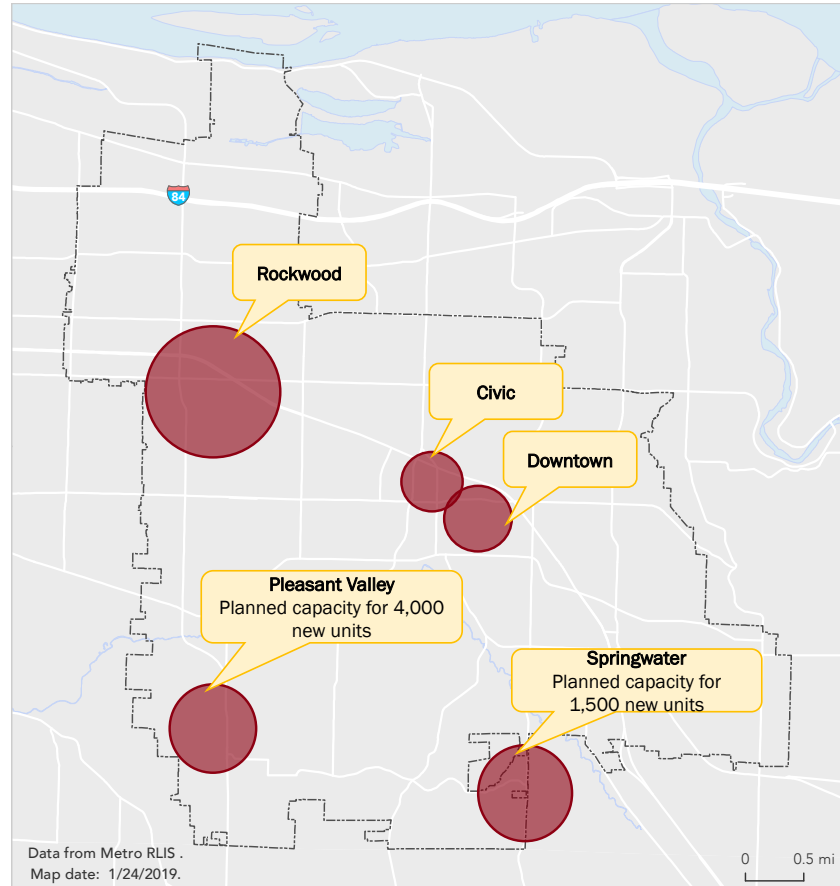 84
Rockwood
Civic
Downtown
Pleasant Valley
Planned capacity for 4,000
new units
Springwater
Planned capacity for
1,500 new units
Data from Metro RLIS .
Map date: 1/24/2019.
0 0.5 mi